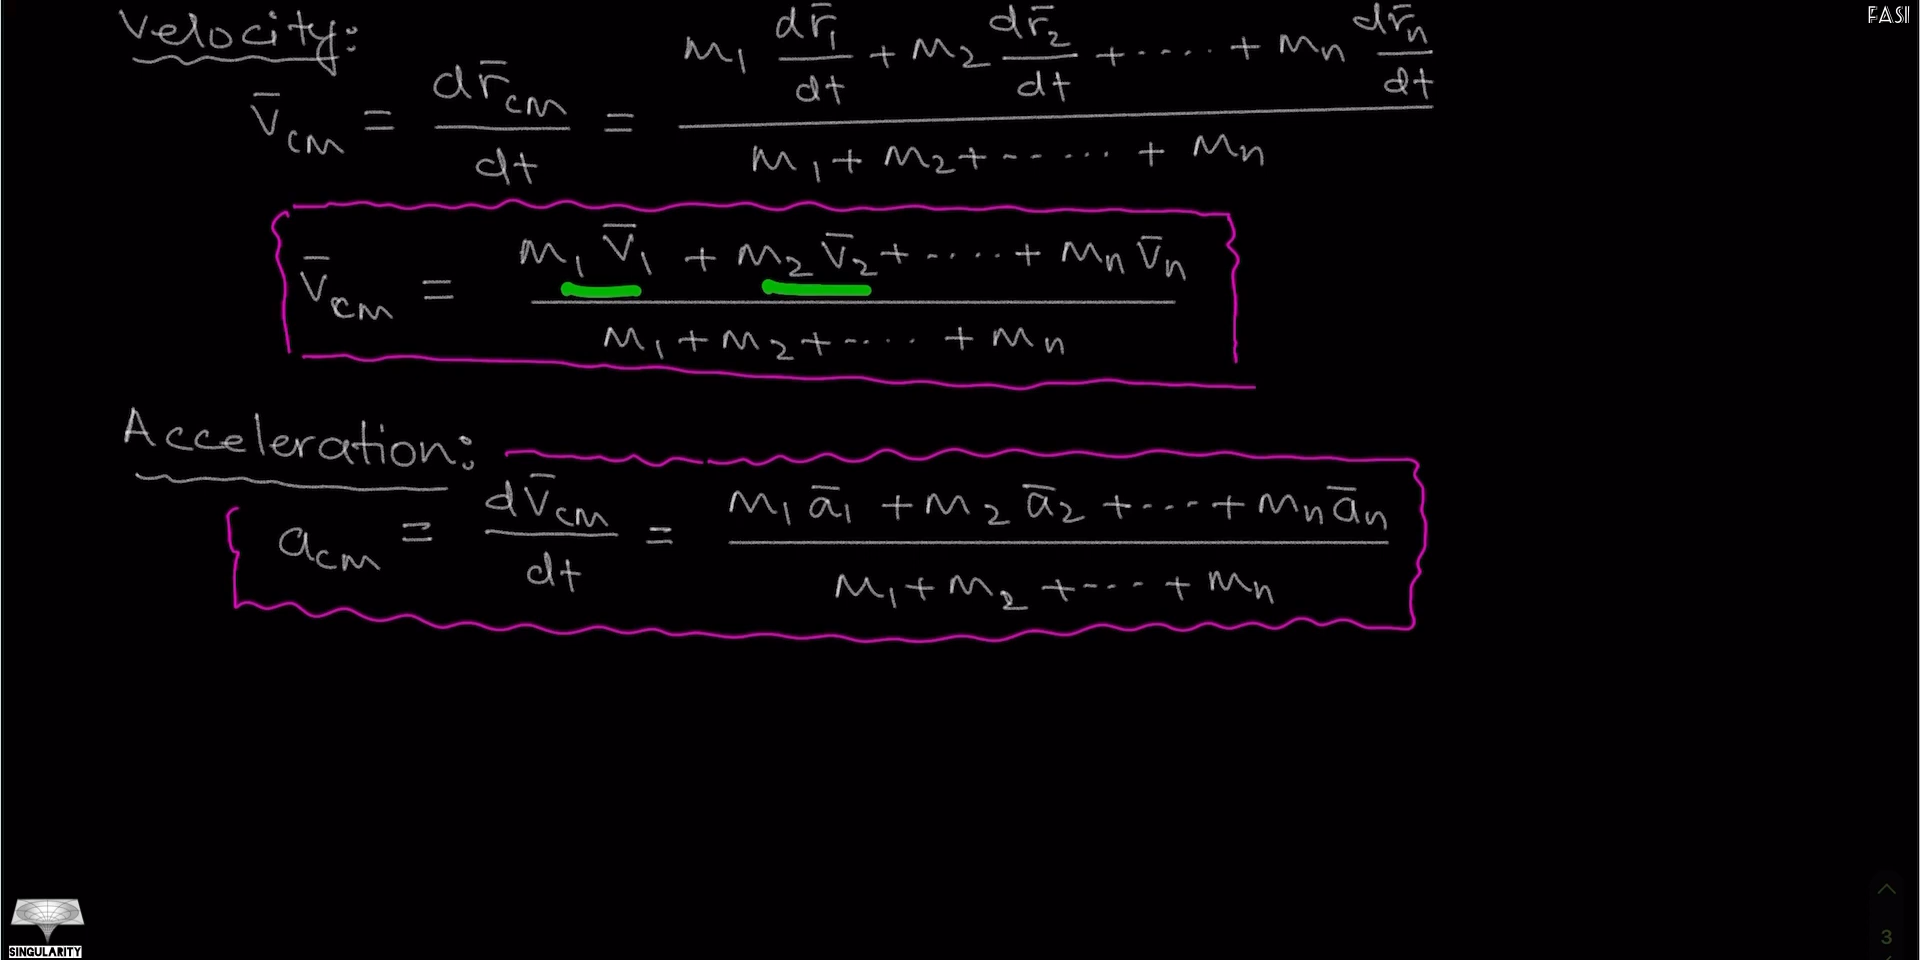 Velocity:
v̄cm = dr̄cm/dt = (m1 dr̄1/dt + m2 dr̄2/dt + ..... + mn dr̄n/dt) / (m1 + m2 + ...... + mn)
v̄cm = (m1 v̄1 + m2 v̄2 + ..... + mn v̄n) / (m1 + m2 + ..... + mn)
Acceleration:
acm = dv̄cm/dt = (m1 ā1 + m2 ā2 + .... + mn ān) / (m1 + m2 + .... + mn)
EASI
SINGULARITY
3